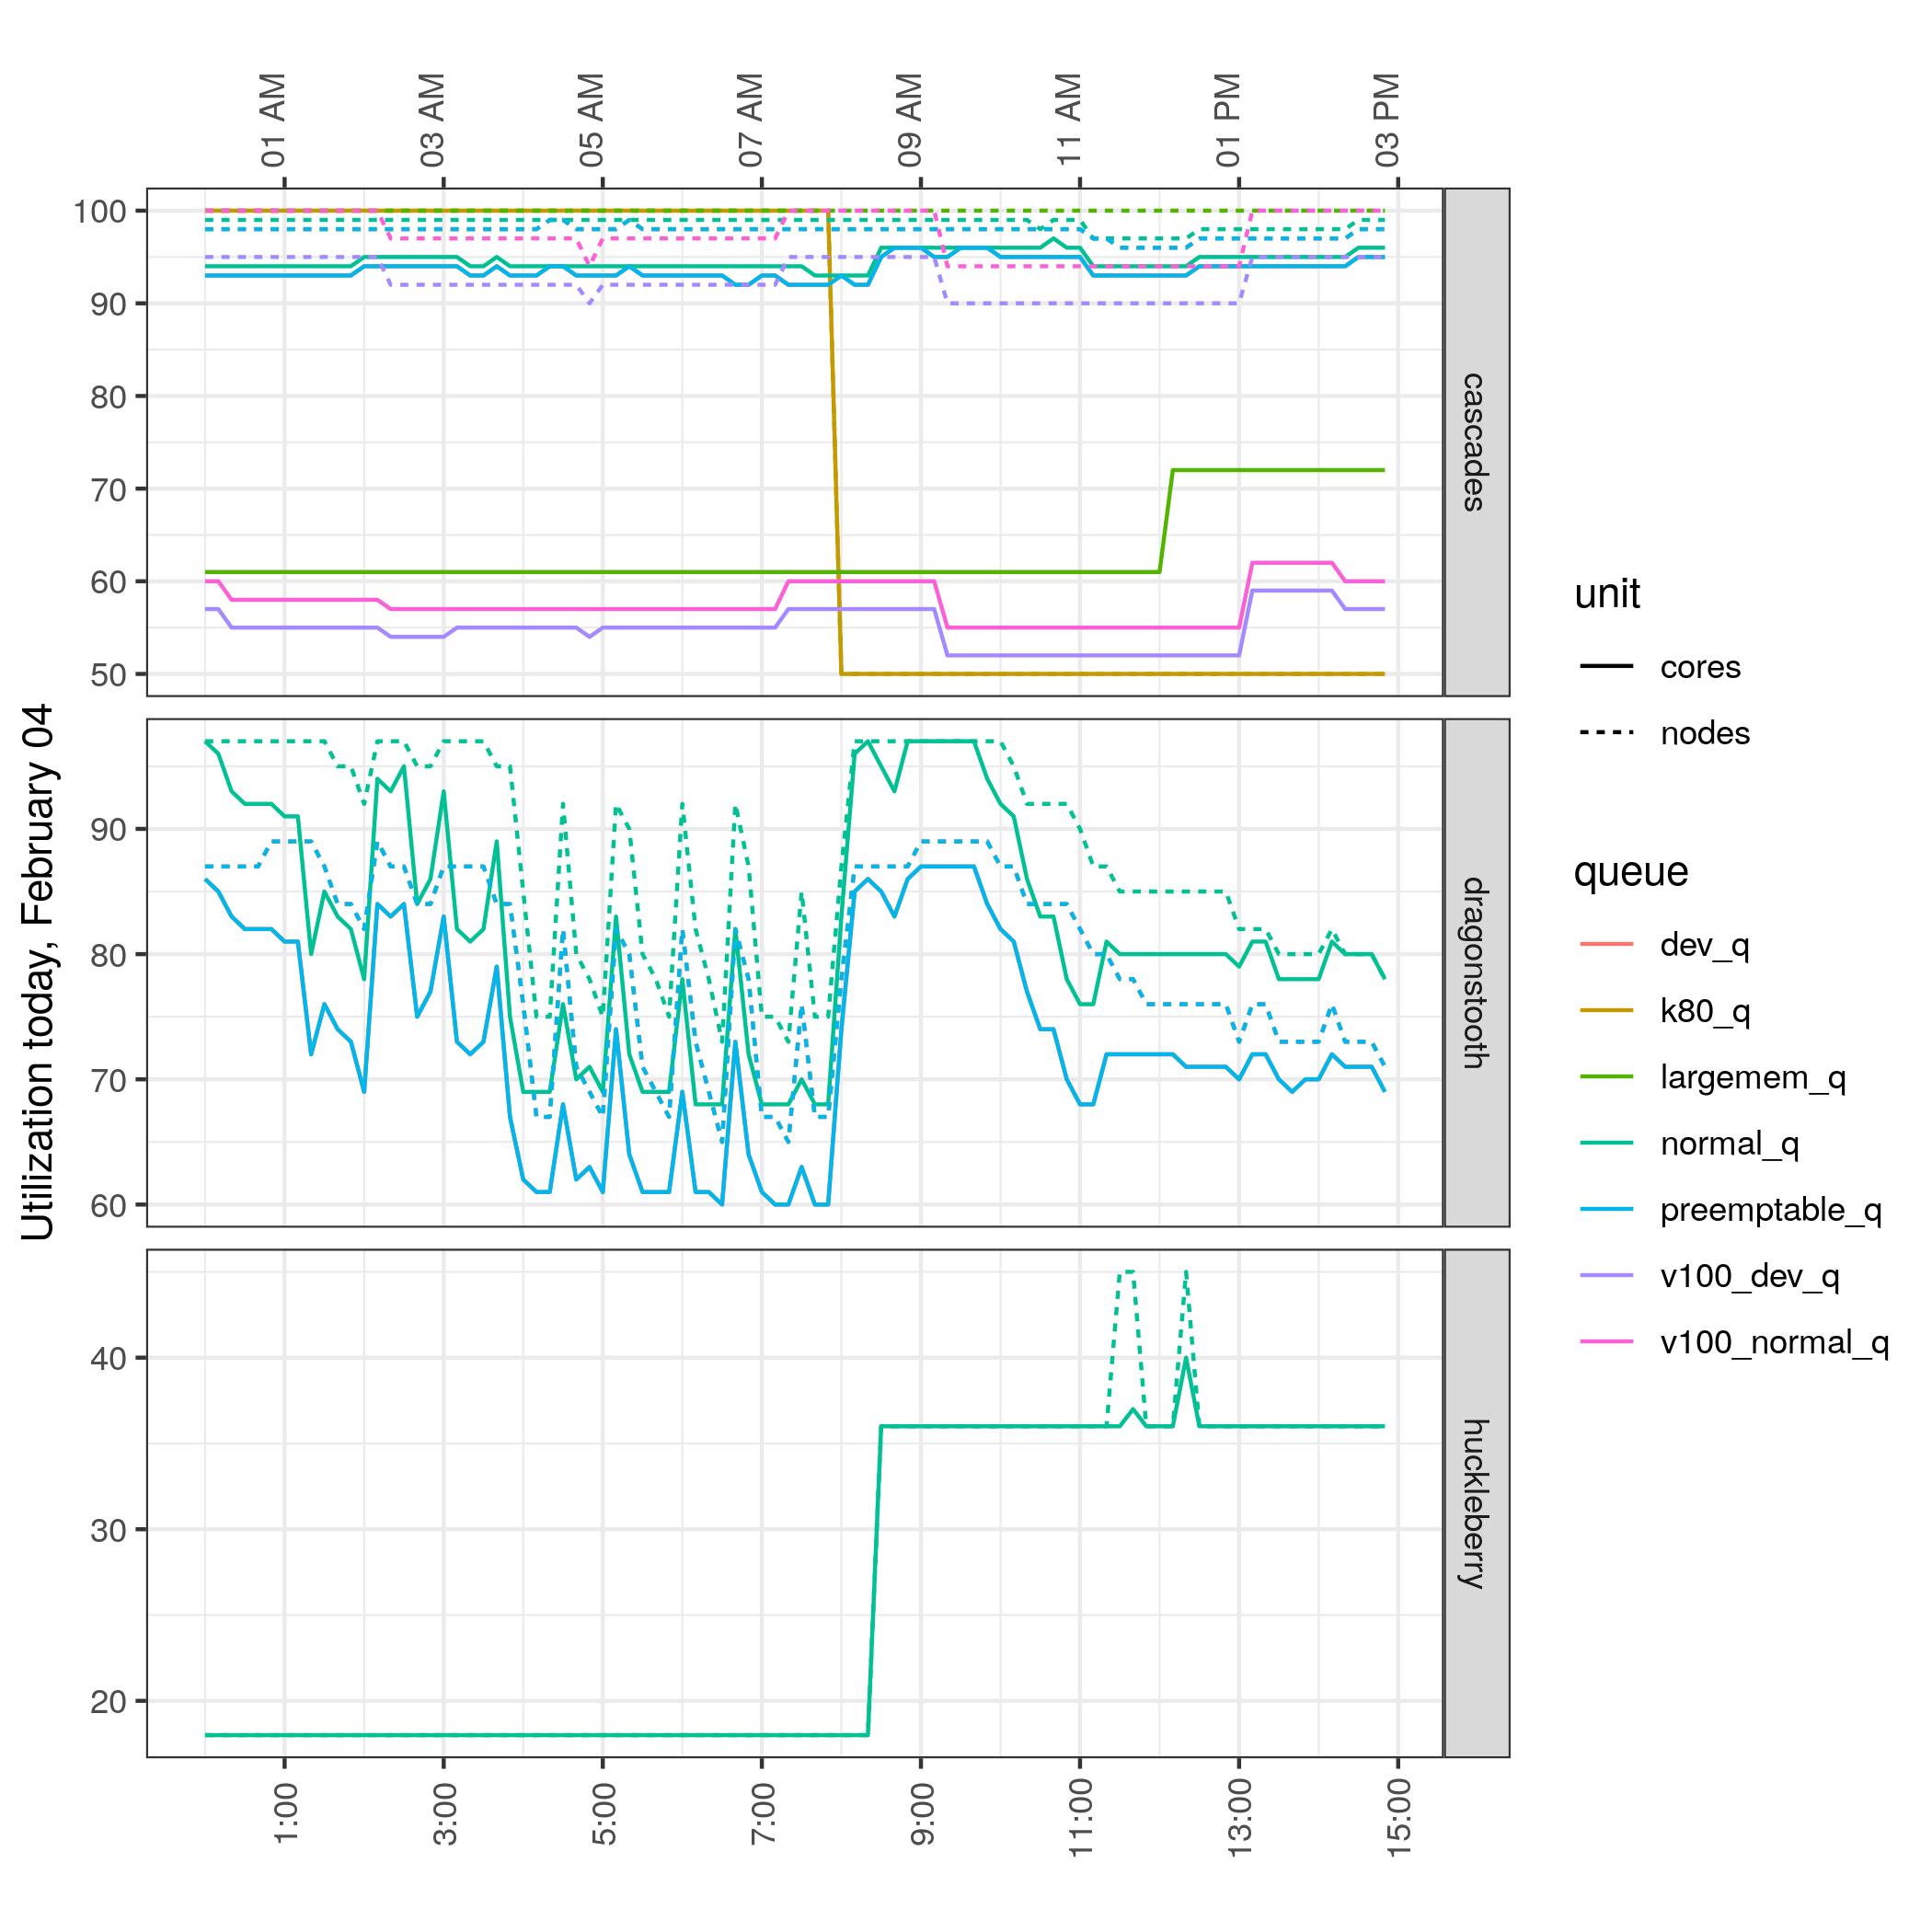 01 AM
03 AM
05 AM
07 AM
09 AM
11 AM
01 PM
03 PM
Utilization today, February 04
100
90
80
70
60
50
cascades
90
80
70
60
dragonstooth
40
30
20
huckleberry
1:00
3:00
5:00
7:00
9:00
11:00
13:00
15:00
unit
cores
nodes
queue
dev_q
k80_q
largemem_q
normal_q
preemptable_q
v100_dev_q
v100_normal_q